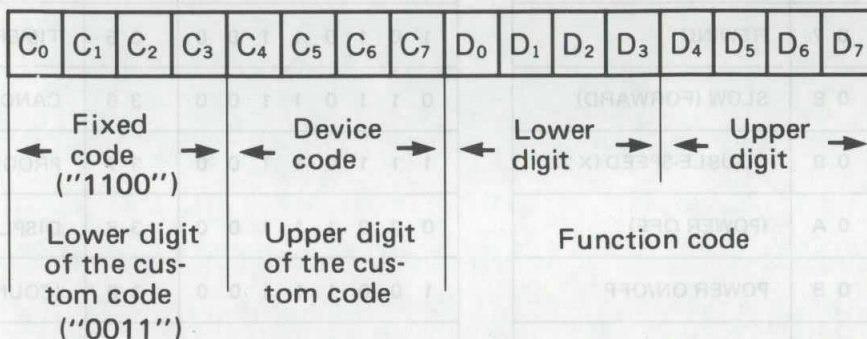 C0 C1 C2 C3 C4 C5 C6 C7 D0 D1 D2 D3 D4 D5 D6 D7
Fixed code ("1100")
Device code
Lower digit
Upper digit
Lower digit of the cus-
tom code ("0011")
Upper digit of the cus-
tom code
Function code